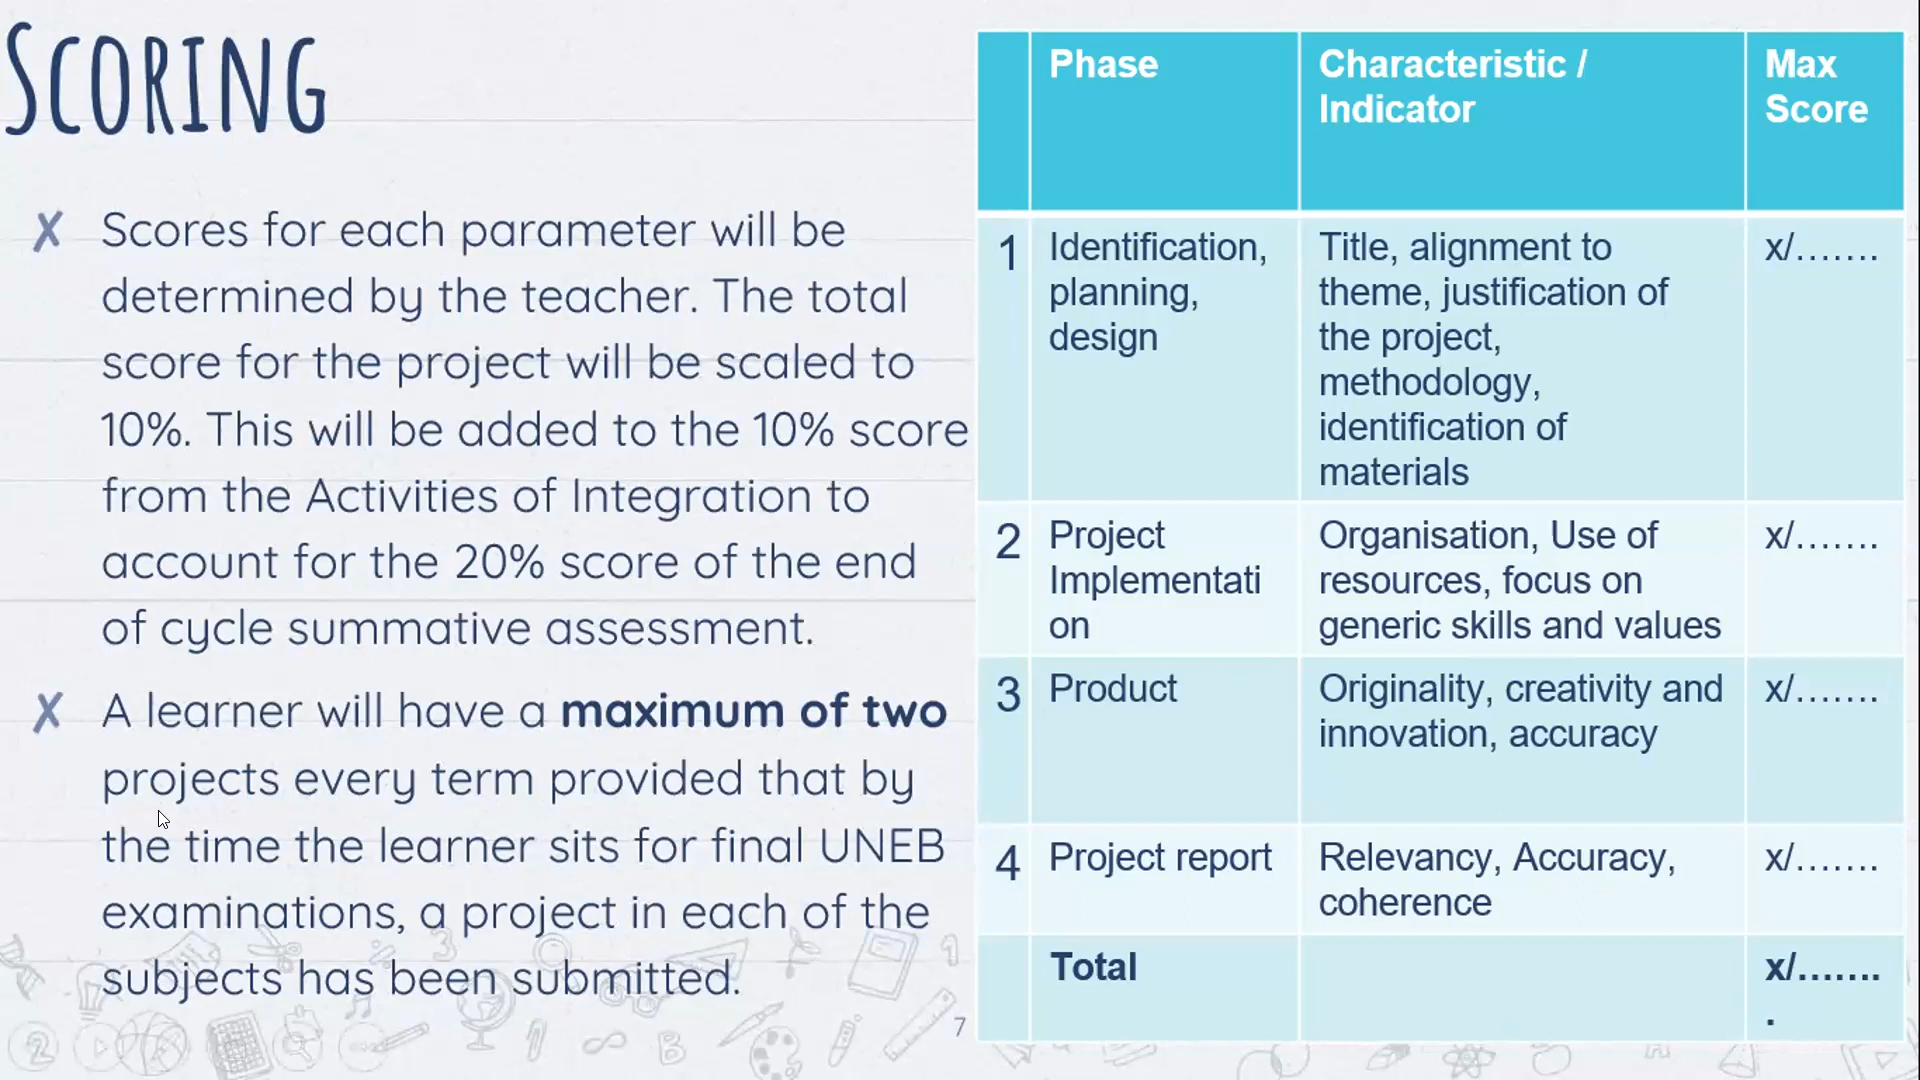 SCORING
✗ Scores for each parameter will be
determined by the teacher. The total
score for the project will be scaled to
10%. This will be added to the 10% score
from the Activities of Integration to
account for the 20% score of the end
of cycle summative assessment.
✗ A learner will have a maximum of two
projects every term provided that by
the time the learner sits for final UNEB
examinations, a project in each of the
subjects has been submitted.
7
Phase
Characteristic /
Indicator
Max
Score
1
Identification,
planning,
design
Title, alignment to
theme, justification of
the project,
methodology,
identification of
materials
x/…….
2
Project
Implementati
on
Organisation, Use of
resources, focus on
generic skills and values
x/…….
3
Product
Originality, creativity and
innovation, accuracy
x/…….
4
Project report
Relevancy, Accuracy,
coherence
x/…….
Total
x/…….
.